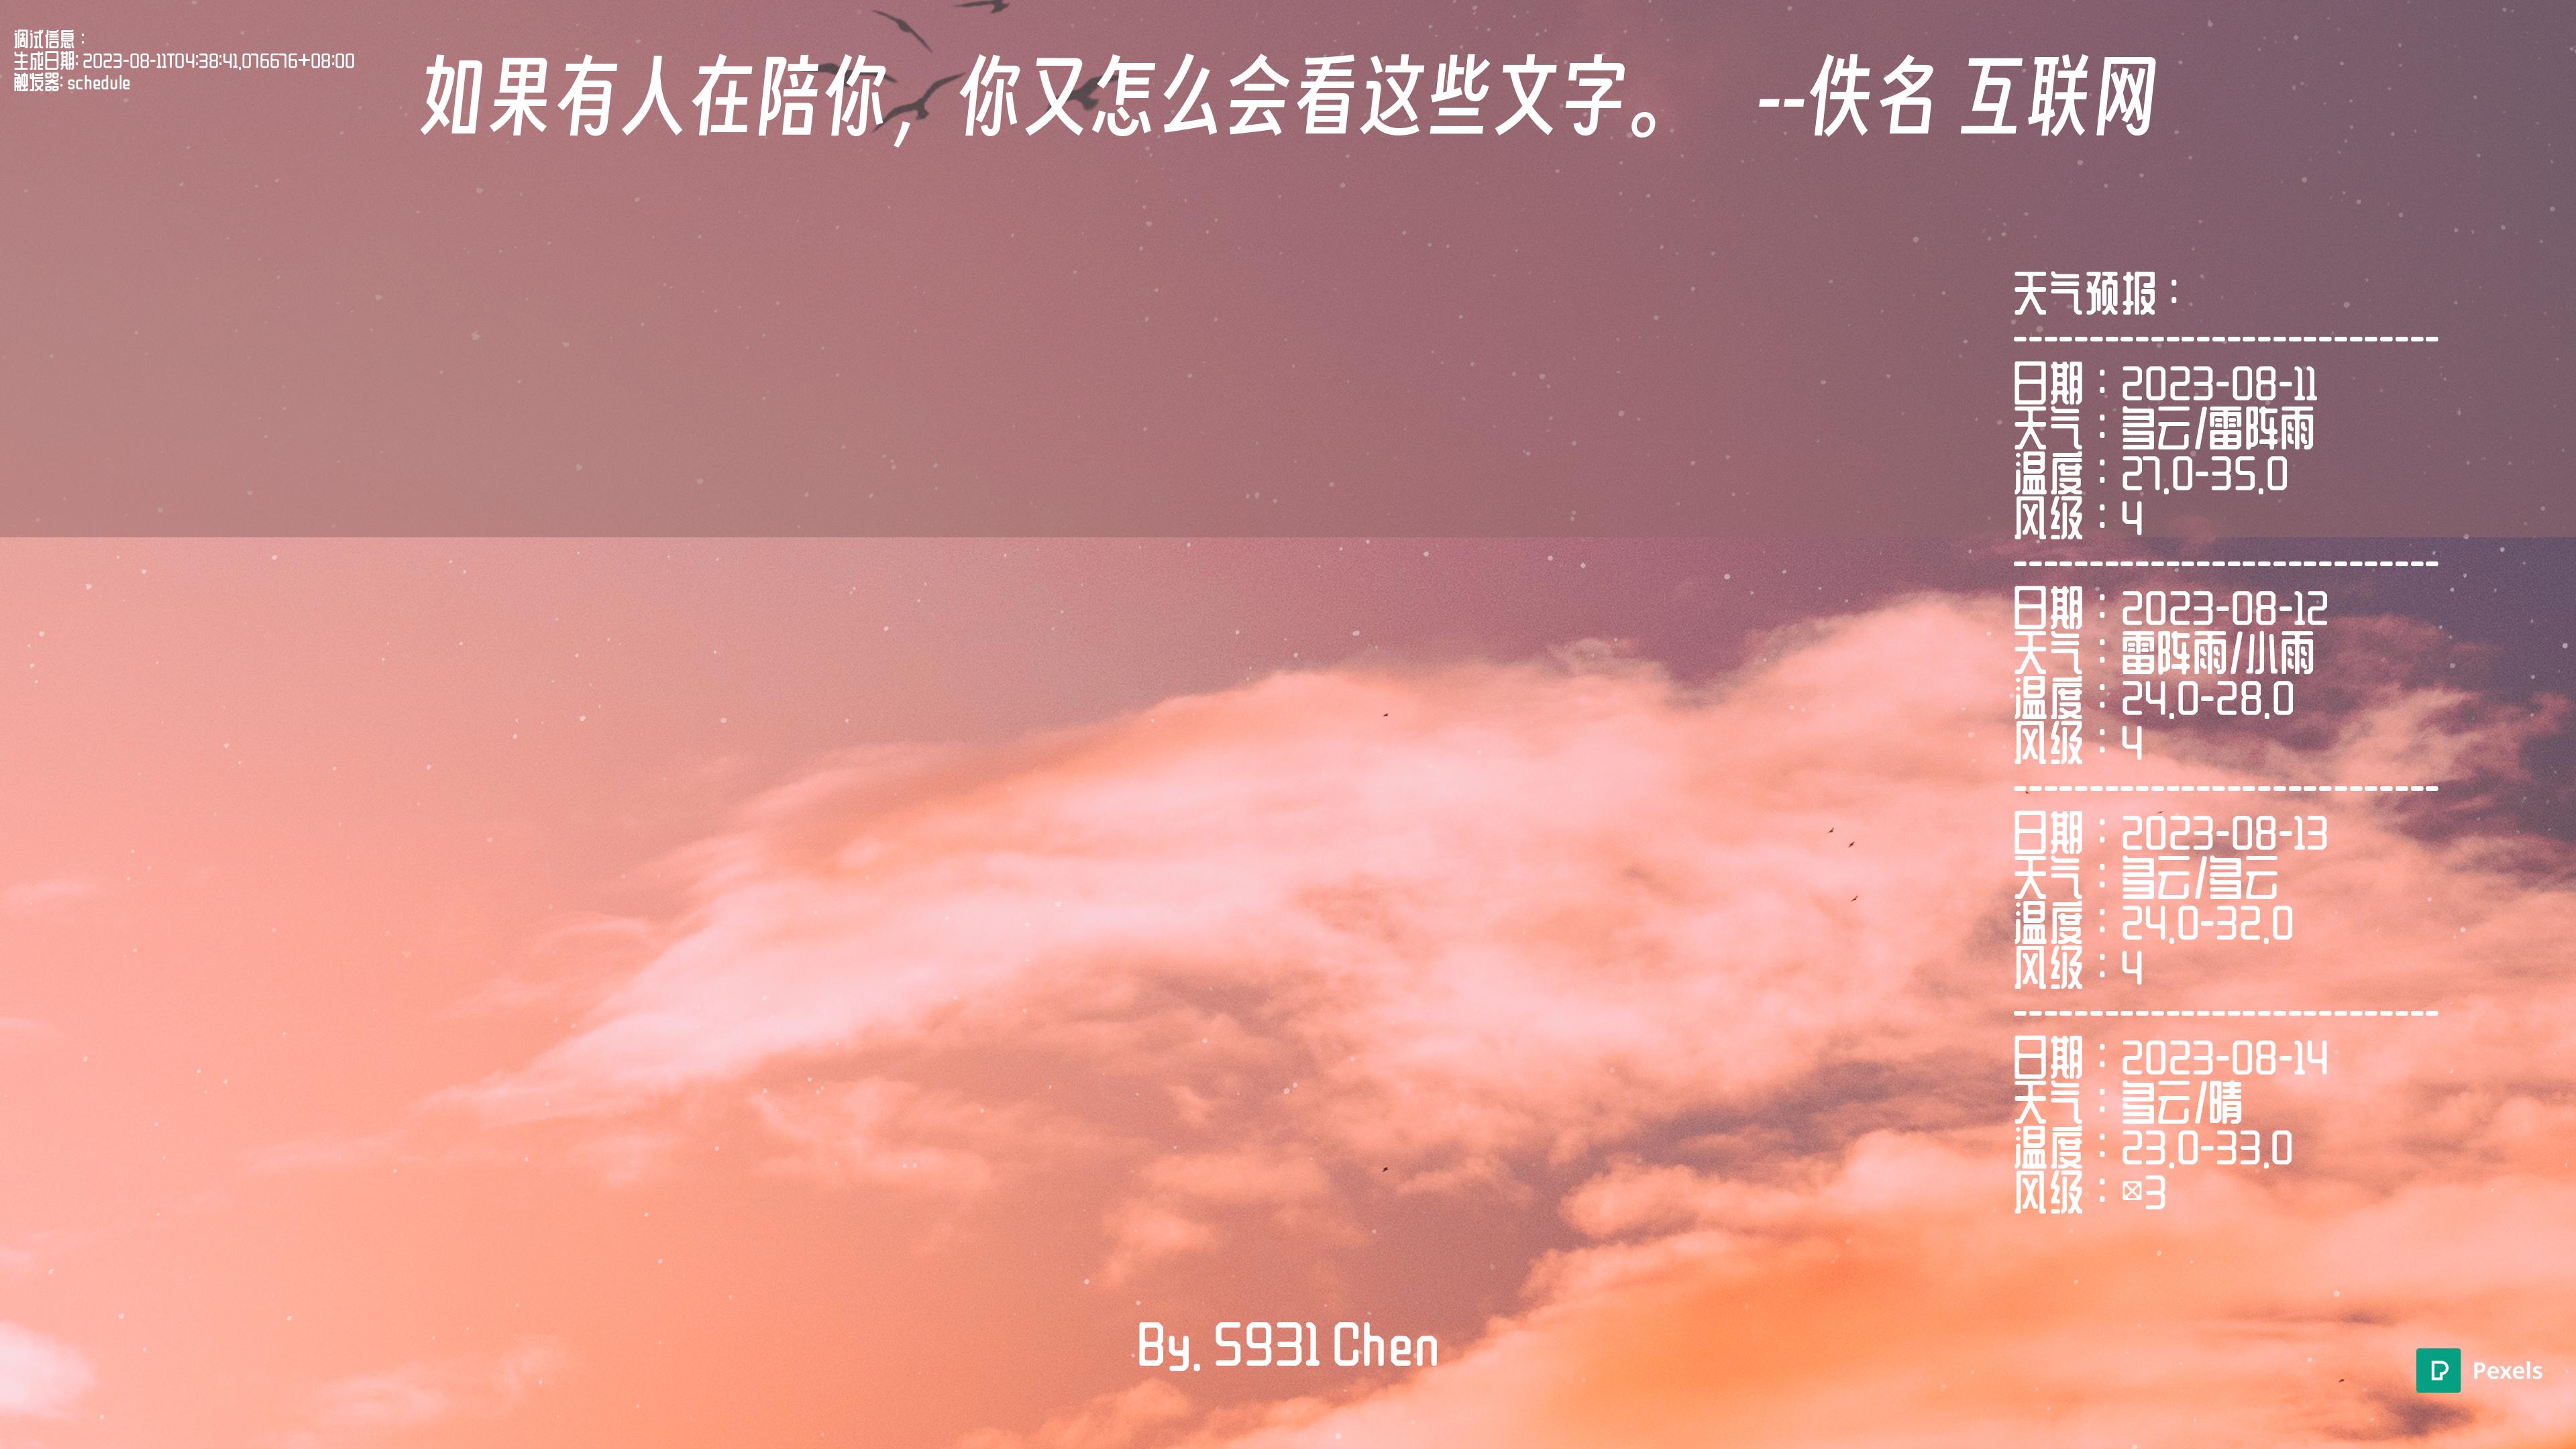 调试信息：
生成日期: 2023-08-11T04:38:41.076676+08:00
触发器: schedule
如果有人在陪你，你又怎么会看这些文字。 --佚名 互联网
天气预报：
----------------------------
日期：2023-08-11
天气：多云/雷阵雨
温度：27.0-35.0
风级：4
----------------------------
日期：2023-08-12
天气：雷阵雨/小雨
温度：24.0-28.0
风级：4
----------------------------
日期：2023-08-13
天气：多云/多云
温度：24.0-32.0
风级：4
----------------------------
日期：2023-08-14
天气：多云/晴
温度：23.0-33.0
风级：3
By. S931 Chen
Pexels